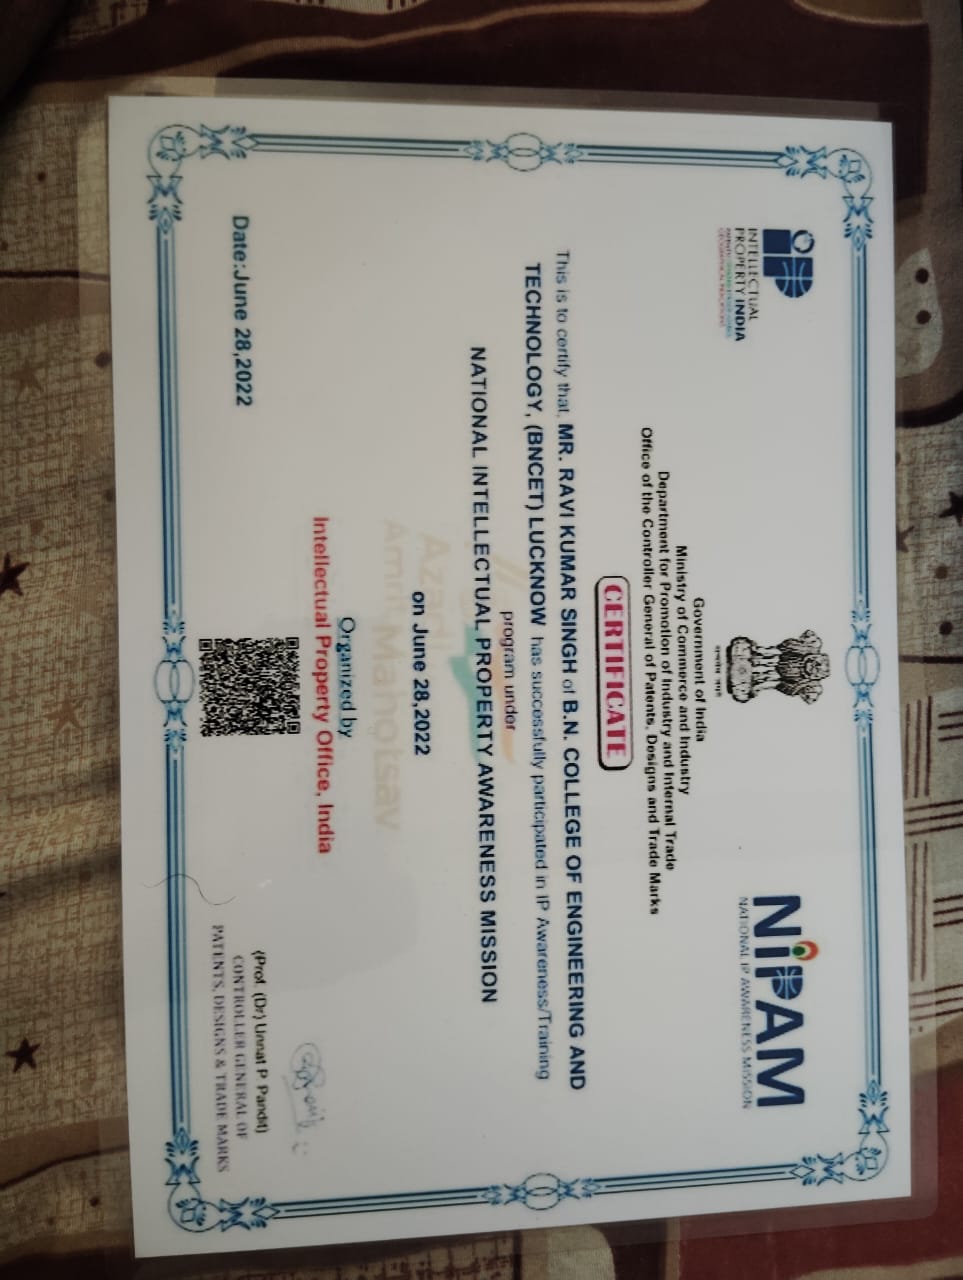 INTELLECTUAL
PROPERTY INDIA
NiPAM
NATIONAL IP AWARENESS MISSION
सत्यमेव जयते
Government of India
Ministry of Commerce and Industry
Department for Promotion of Industry and Internal Trade
Office of the Controller General of Patents, Designs and Trade Marks
CERTIFICATE
This is to certify that, MR. RAVI KUMAR SINGH of B.N. COLLEGE OF ENGINEERING AND
TECHNOLOGY, (BNCET) LUCKNOW has successfully participated in IP Awareness/Training
program under
NATIONAL INTELLECTUAL PROPERTY AWARENESS MISSION
on June 28,2022
Azadi
Amrit Mahotsav
Organized by
Intellectual Property Office, India
Date:June 28,2022
(Prof. (Dr) Unnat P. Pandit)
CONTROLLER GENERAL OF
PATENTS, DESIGNS & TRADE MARKS